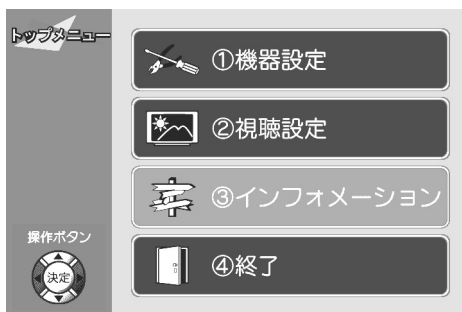 トップメニュー
①機器設定
②視聴設定
③インフォメーション
④終了
操作ボタン
決定